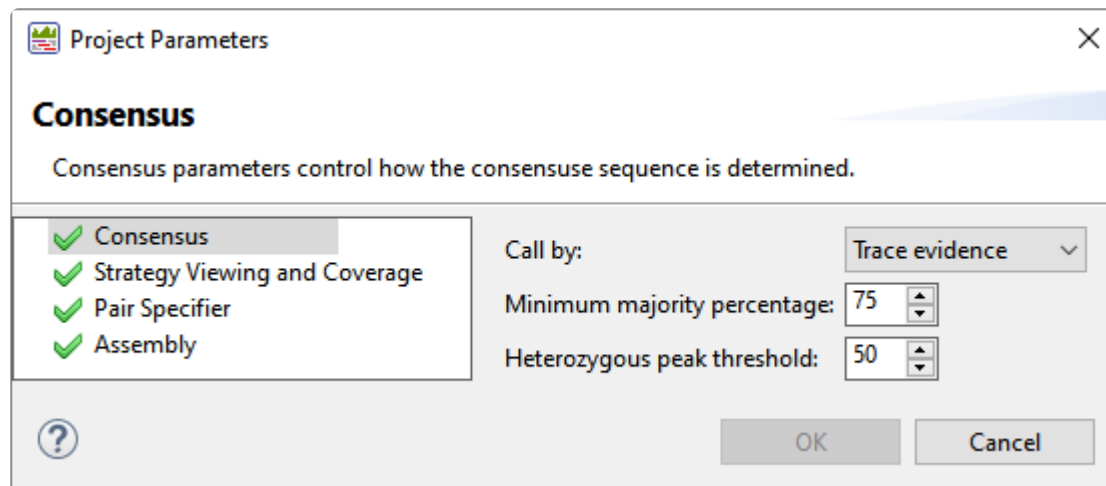 Project Parameters
Consensus
Consensus parameters control how the consensuse sequence is determined.
Consensus
Strategy Viewing and Coverage
Pair Specifier
Assembly
Call by: Trace evidence
Minimum majority percentage: 75
Heterozygous peak threshold: 50
?
OK Cancel